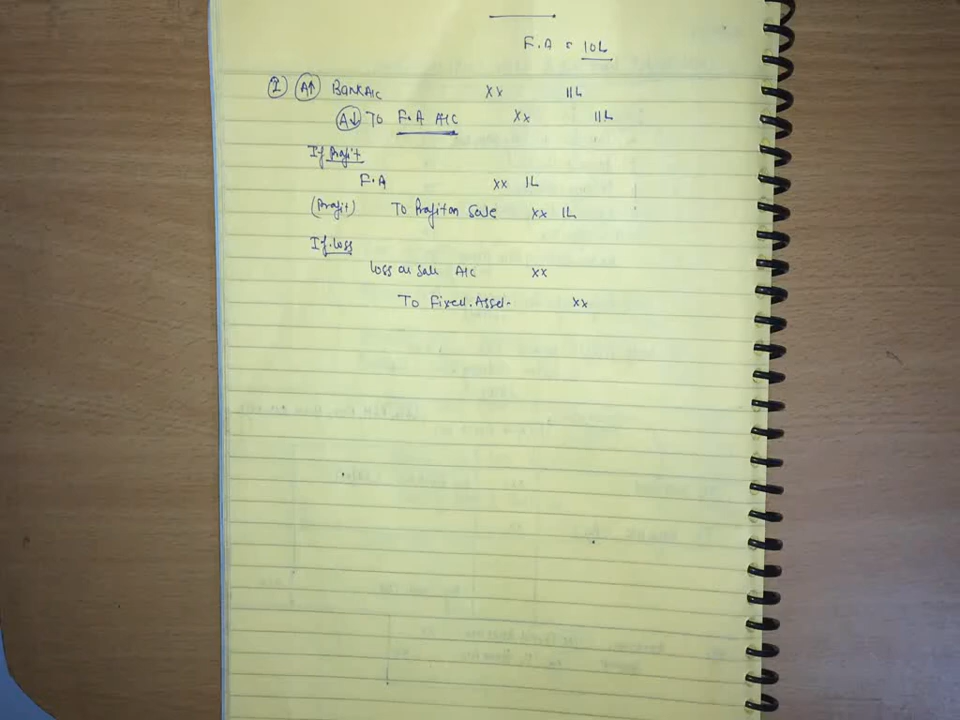 F.A = 10L
I A↑ Bank A/c xx 11L
A↓ To F.A A/C xx 11L
If Profit
F.A xx 1L
(Profit) To Profit on Sale xx 1L
If Loss
Loss on Sale A/C xx
To Fixed Asset xx